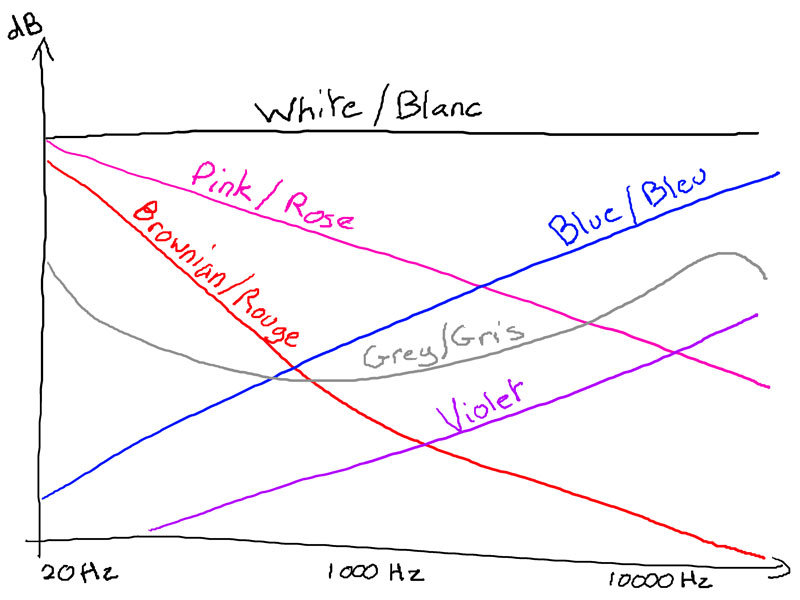 dB
White / Blanc
Pink / Rose
Blue / Bleu
Brownian / Rouge
Grey / Gris
Violet
20 Hz
1000 Hz
10000 Hz